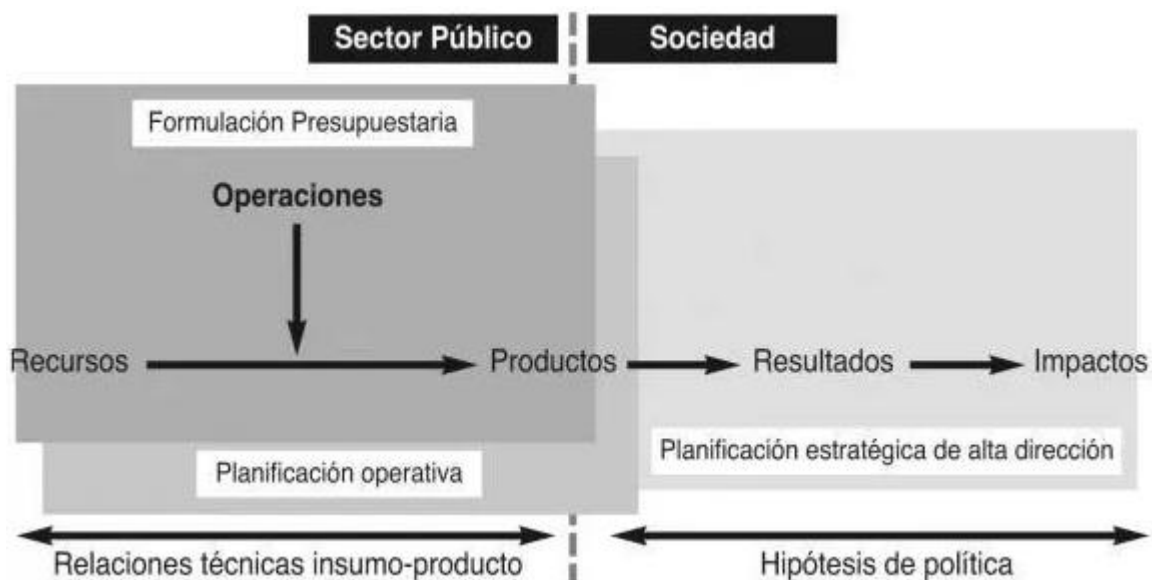 Sector Público
Sociedad
Formulación Presupuestaria
Operaciones
Recursos
Productos
Resultados
Impactos
Planificación operativa
Planificación estratégica de alta dirección
Relaciones técnicas insumo-producto
Hipótesis de política